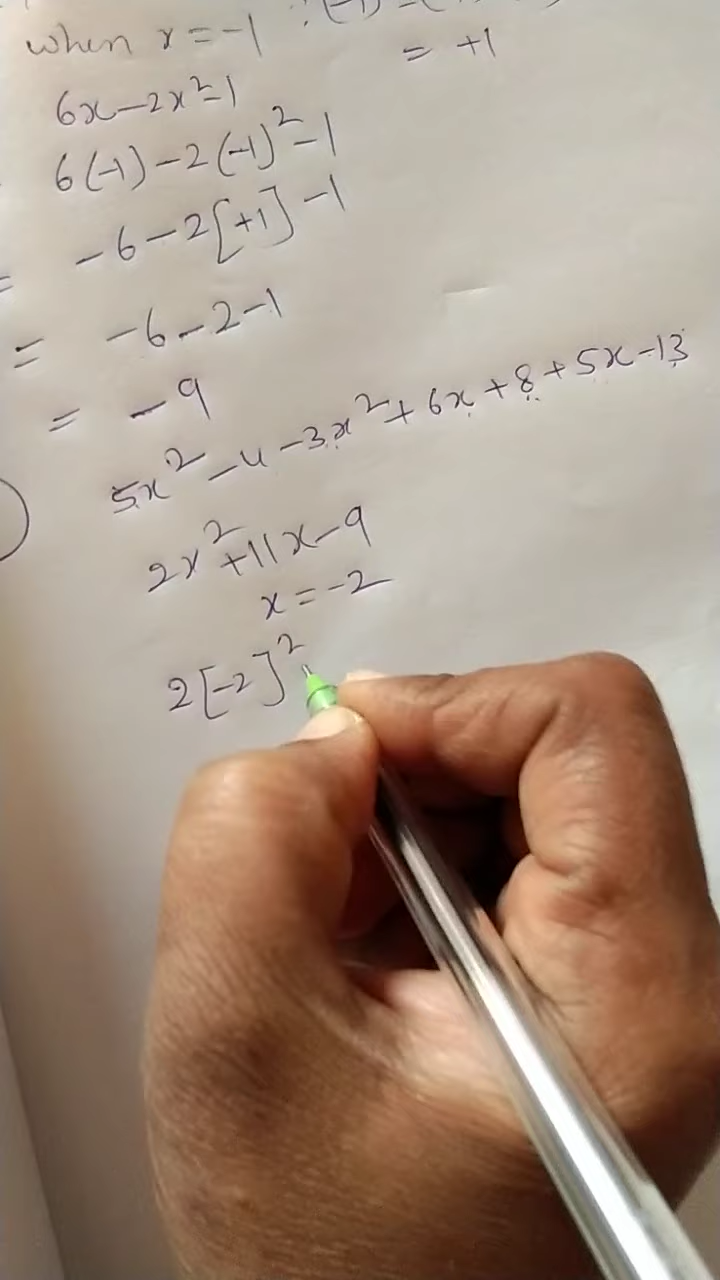 when x = -1
= +1
6x-2x²-1
6(-1)-2(-1)²-1
= -6-2[+1]-1
= -6-2-1
= -9
5x²-4-3x²+6x+8+5x-13
2x²+11x-9
x=-2
2[-2]²